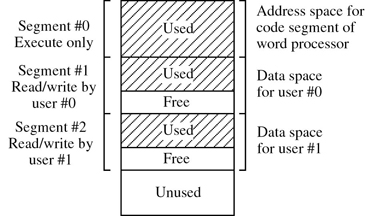 Segment #0
Execute only
Used
Address space for
code segment of
word processor
Segment #1
Read/write by
user #0
Used
Free
Data space
for user #0
Segment #2
Read/write by
user #1
Used
Free
Data space
for user #1
Unused